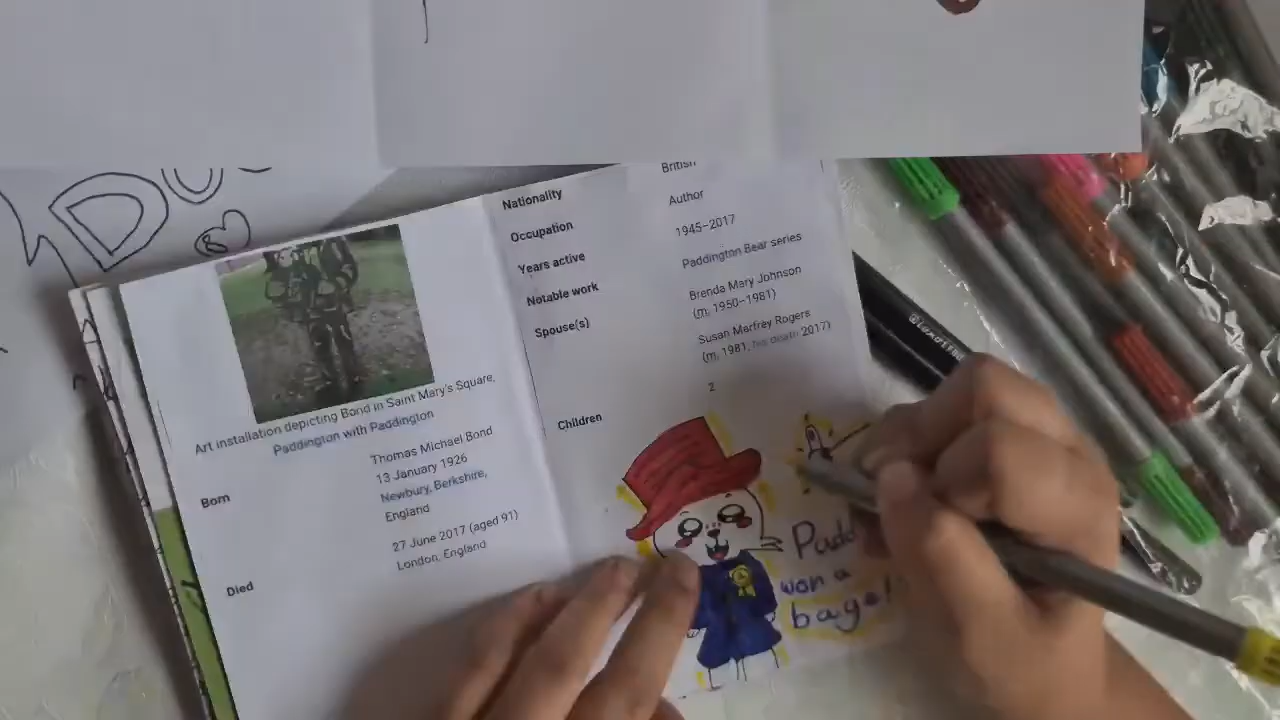 Art installation depicting Bond in Saint Mary's Square,
Paddington with Paddington
Born
Thomas Michael Bond
13 January 1926
Newbury, Berkshire,
England
Died
27 June 2017 (aged 91)
London, England
British
Nationality
Author
Occupation
1945–2017
Years active
Paddington Bear series
Notable work
Brenda Mary Johnson
(m. 1950–1981)
Spouse(s)
Susan Marfrey Rogers
(m. 1981, his death 2017)
2
Children
won a